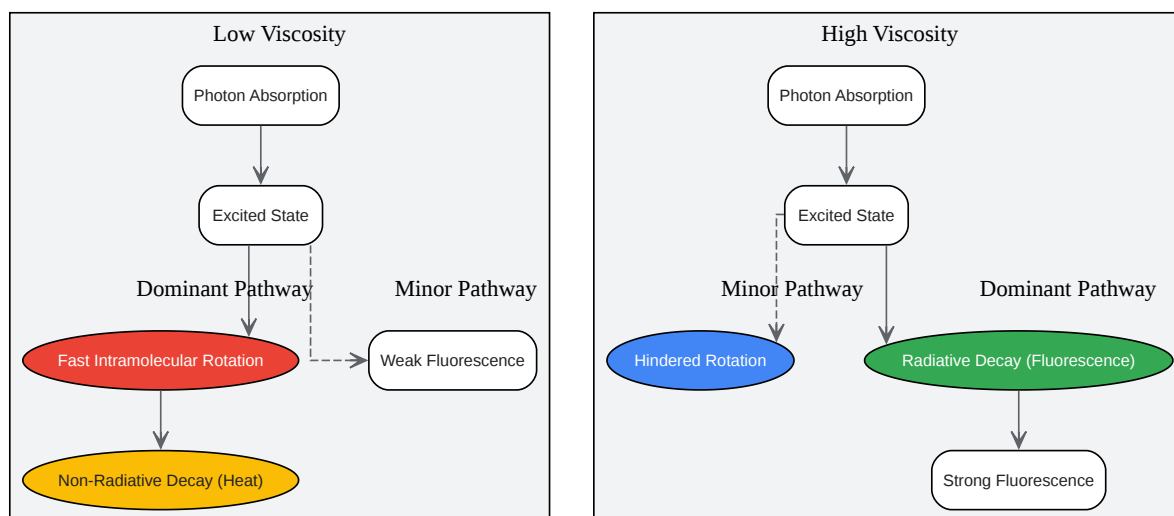 Low Viscosity
Photon Absorption
Excited State
Dominant Pathway
Minor Pathway
Fast Intramolecular Rotation
Weak Fluorescence
Non-Radiative Decay (Heat)
High Viscosity
Photon Absorption
Excited State
Minor Pathway
Dominant Pathway
Hindered Rotation
Radiative Decay (Fluorescence)
Strong Fluorescence